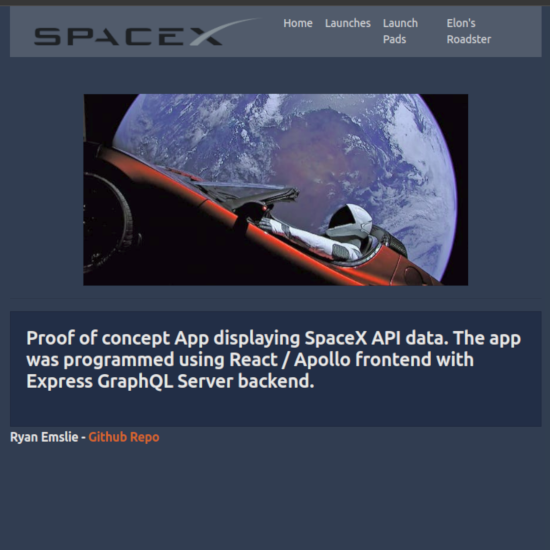 SPACEX
Home Launches Launch Pads Elon's Roadster
Proof of concept App displaying SpaceX API data. The app
was programmed using React / Apollo frontend with
Express GraphQL Server backend.
Ryan Emslie - Github Repo